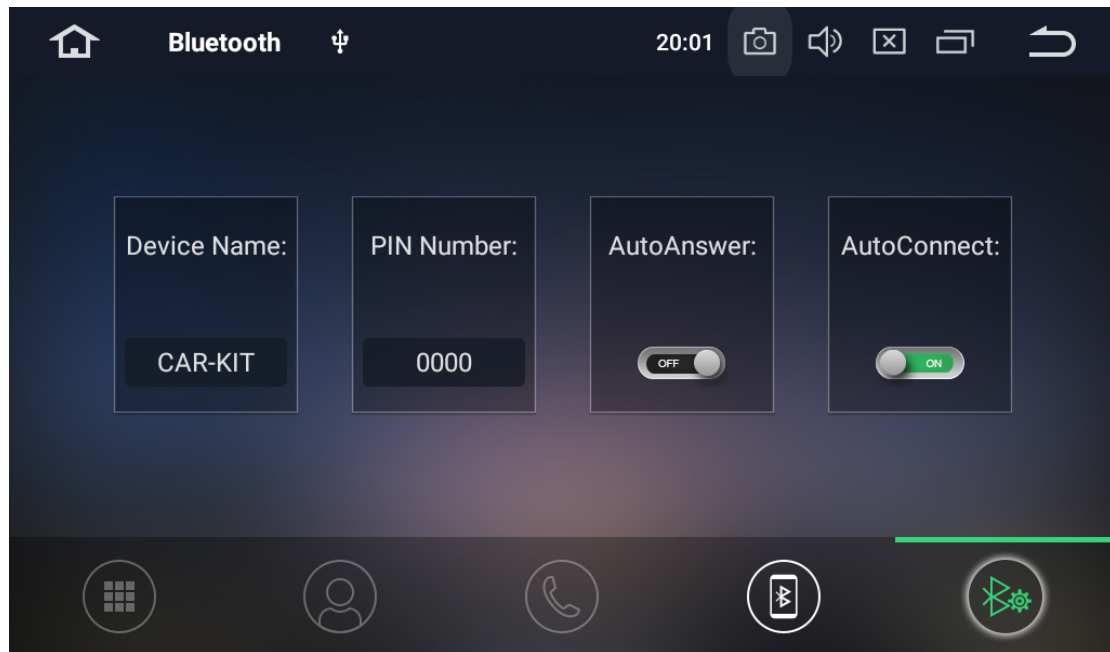 Bluetooth
20:01
Device Name:
PIN Number:
AutoAnswer:
AutoConnect:
CAR-KIT
0000
OFF
ON